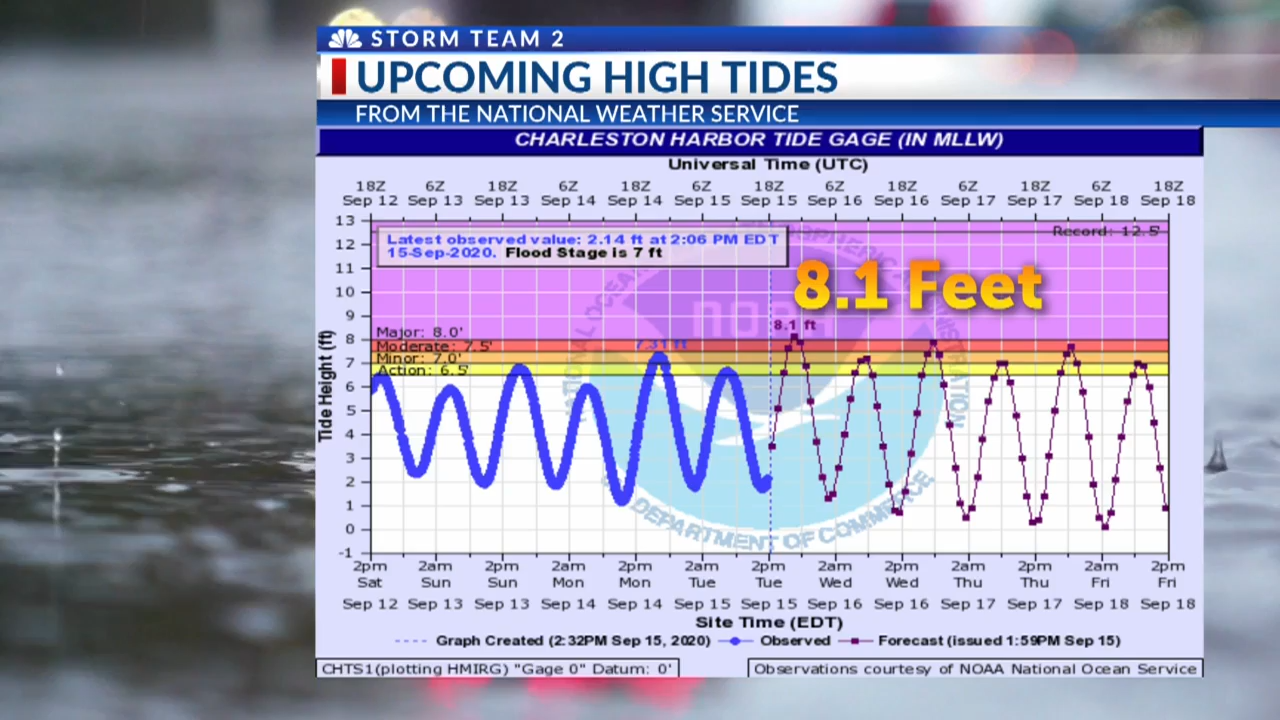 STORM TEAM 2
UPCOMING HIGH TIDES
FROM THE NATIONAL WEATHER SERVICE
CHARLESTON HARBOR TIDE GAGE (IN MLLW)
Universal Time (UTC)
18Z 6Z 18Z 6Z 18Z 6Z 18Z 6Z 18Z 6Z 18Z 6Z 18Z
Sep 12 Sep 13 Sep 13 Sep 14 Sep 14 Sep 15 Sep 15 Sep 16 Sep 16 Sep 17 Sep 17 Sep 18 Sep 18
13
12
11
10
9
8
7
6
5
4
3
2
1
0
-1
Tide Height (ft)
Record: 12.5'
Latest observed value: 2.14 ft at 2:06 PM EDT
15-Sep-2020. Flood Stage is 7 ft
8.1 Feet
8.1 ft
7.31 ft
Major: 8.0'
Moderate: 7.5'
Minor: 7.0'
Action: 6.5'
NOAA
DEPARTMENT OF COMMERCE
2pm 2am 2pm 2am 2pm 2am 2pm 2am 2pm 2am 2pm 2am 2pm
Sat Sun Sun Mon Mon Tue Tue Wed Wed Thu Thu Fri Fri
Sep 12 Sep 13 Sep 13 Sep 14 Sep 14 Sep 15 Sep 15 Sep 16 Sep 16 Sep 17 Sep 17 Sep 18 Sep 18
Site Time (EDT)
Graph Created (2:32PM Sep 15, 2020) Observed Forecast (issued 1:59PM Sep 15)
CHTS1(plotting HMIRG) "Gage 0" Datum: 0'
Observations courtesy of NOAA National Ocean Service